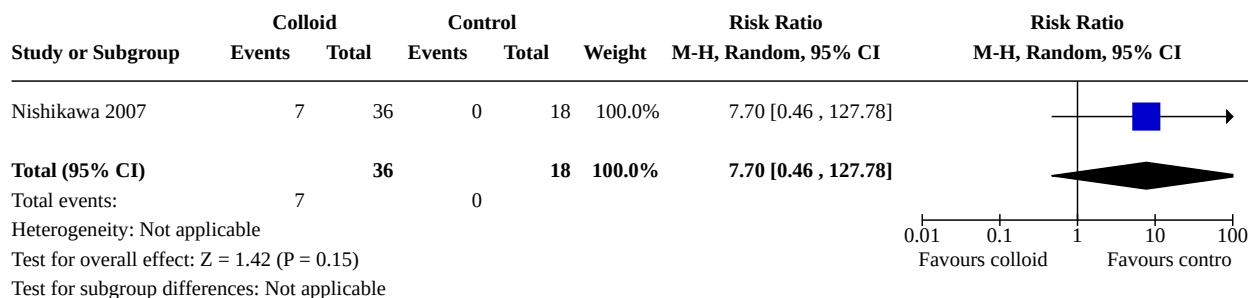 Colloid Control Risk Ratio Risk Ratio
Study or Subgroup Events Total Events Total Weight M-H, Random, 95% CI M-H, Random, 95% CI
Nishikawa 2007 7 36 0 18 100.0% 7.70 [0.46 , 127.78]
Total (95% CI) 36 18 100.0% 7.70 [0.46 , 127.78]
Total events: 7 0
Heterogeneity: Not applicable
0.01 0.1 1 10 100
Test for overall effect: Z = 1.42 (P = 0.15) Favours colloid Favours contro
Test for subgroup differences: Not applicable